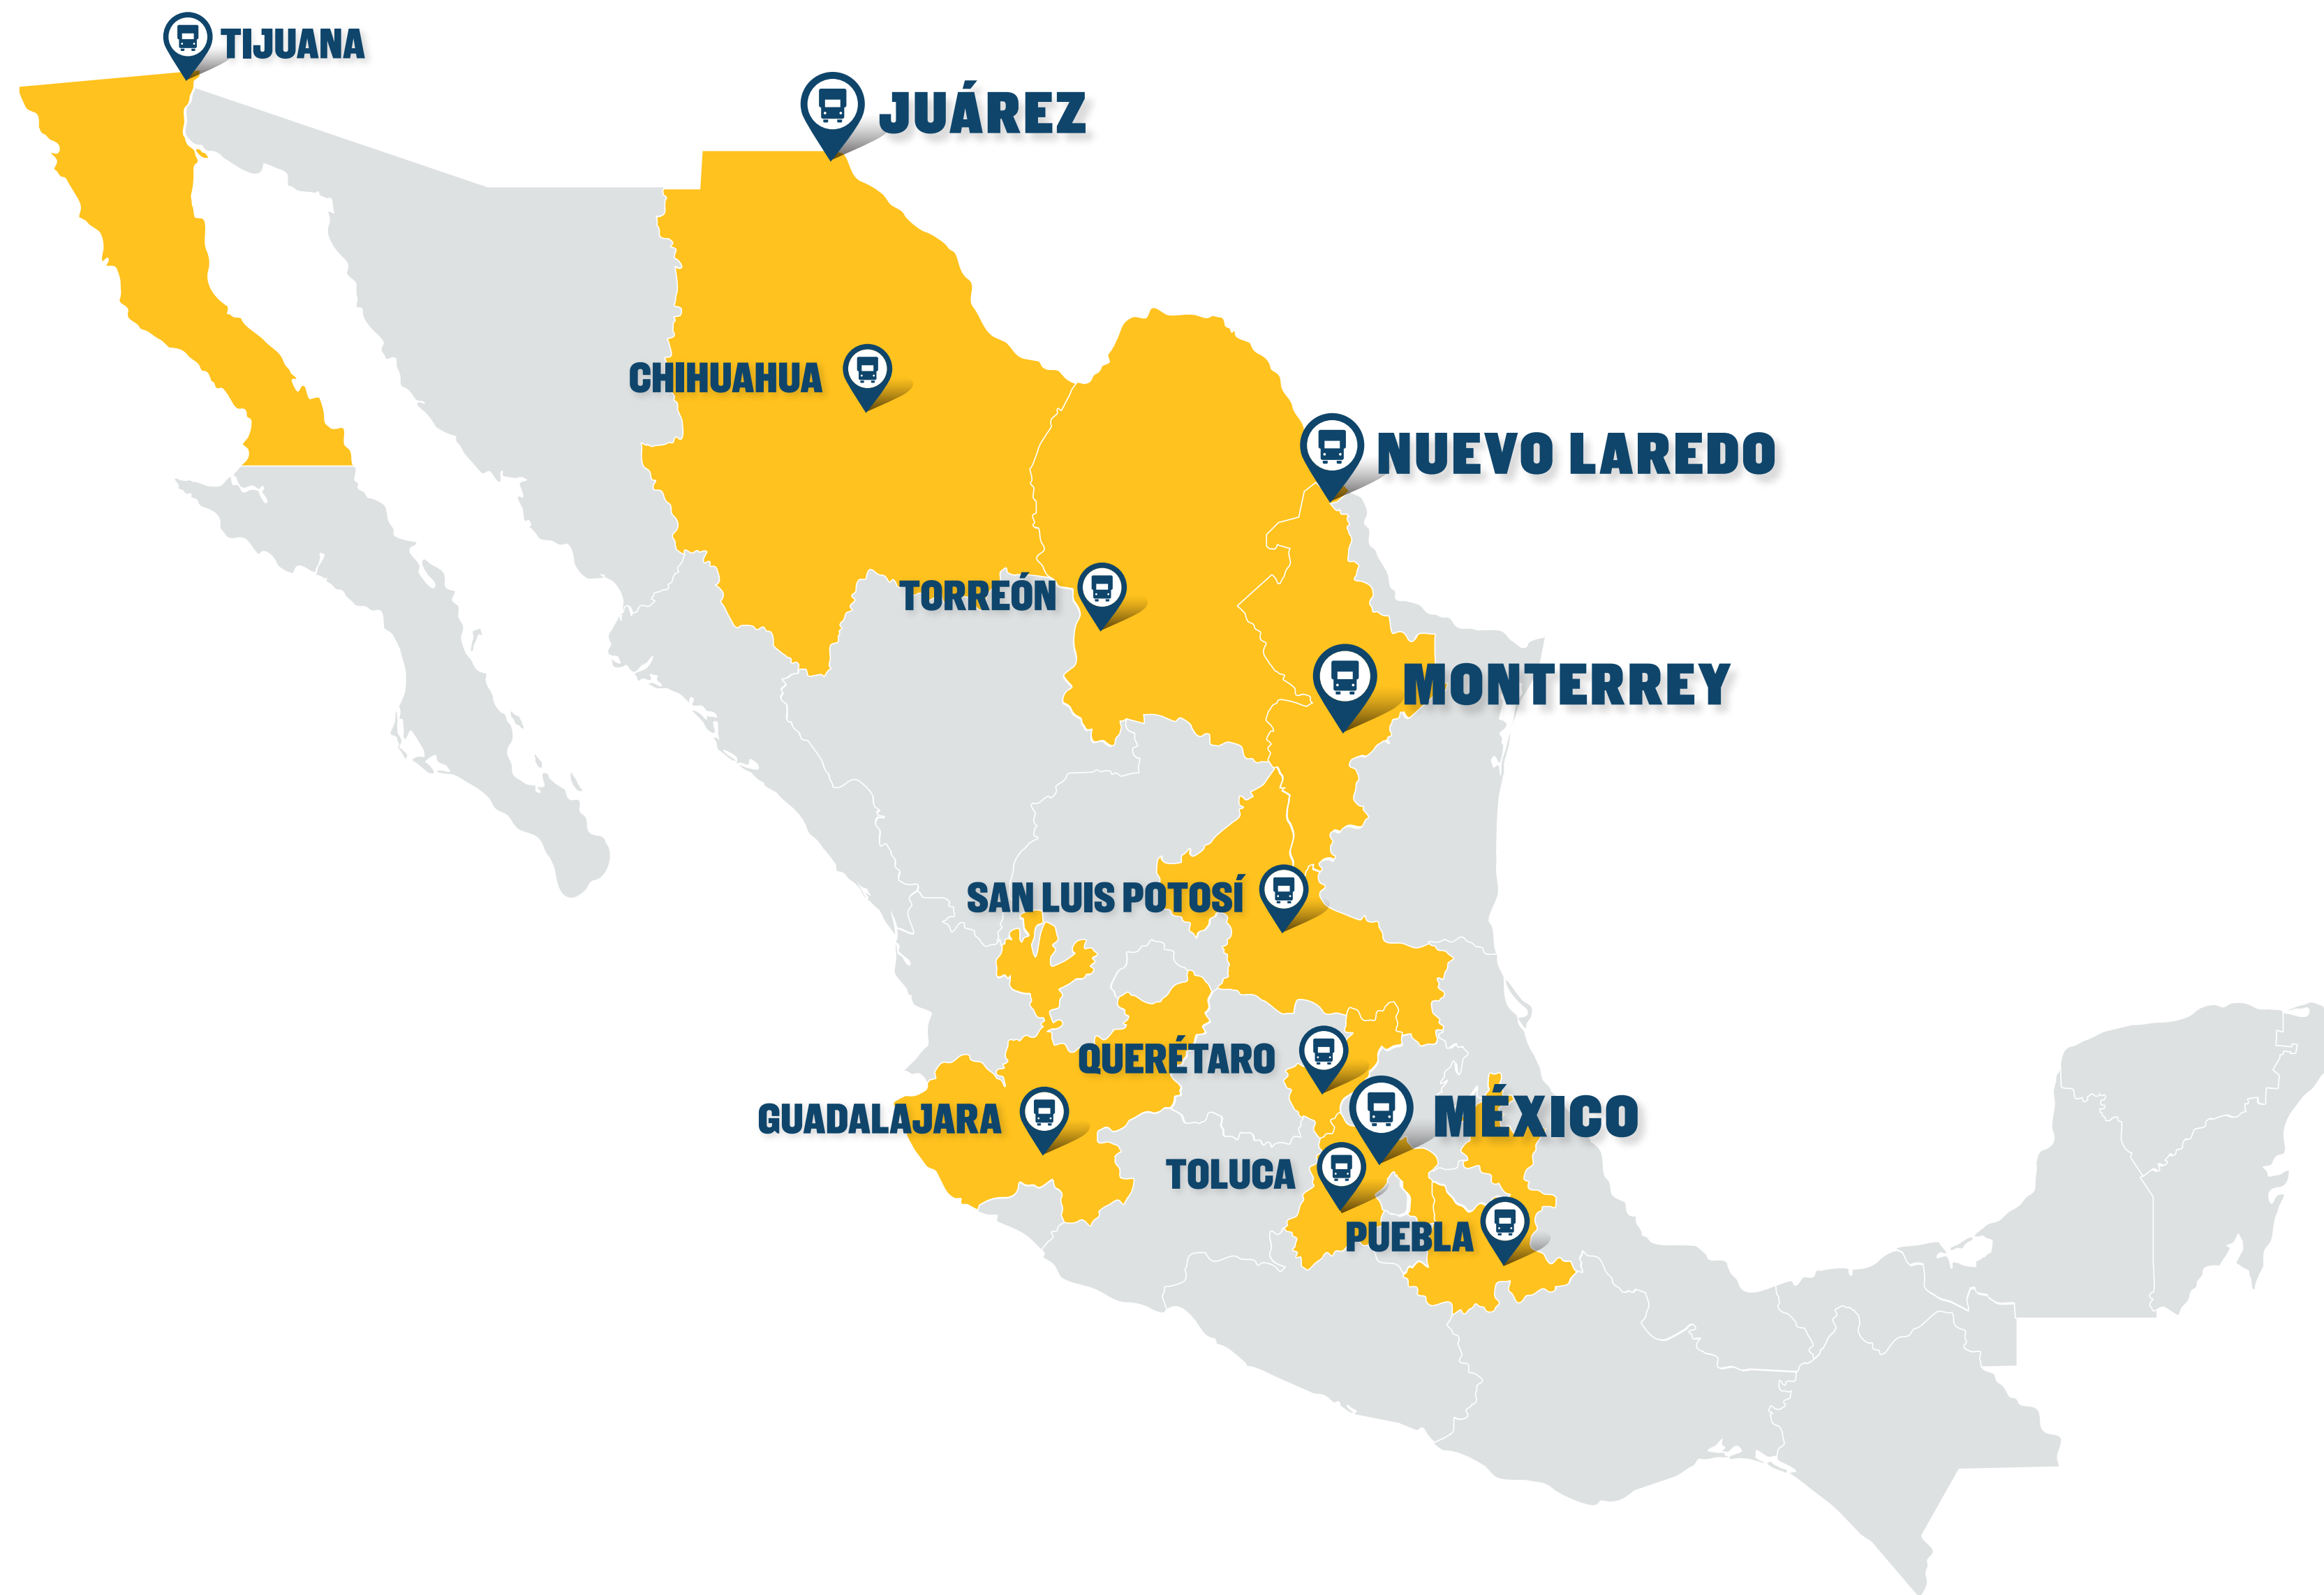 TIJUANA
JUÁREZ
CHIHUAHUA
NUEVO LAREDO
TORREÓN
MONTERREY
SAN LUIS POTOSÍ
QUERÉTARO
GUADALAJARA
MÉXICO
TOLUCA
PUEBLA